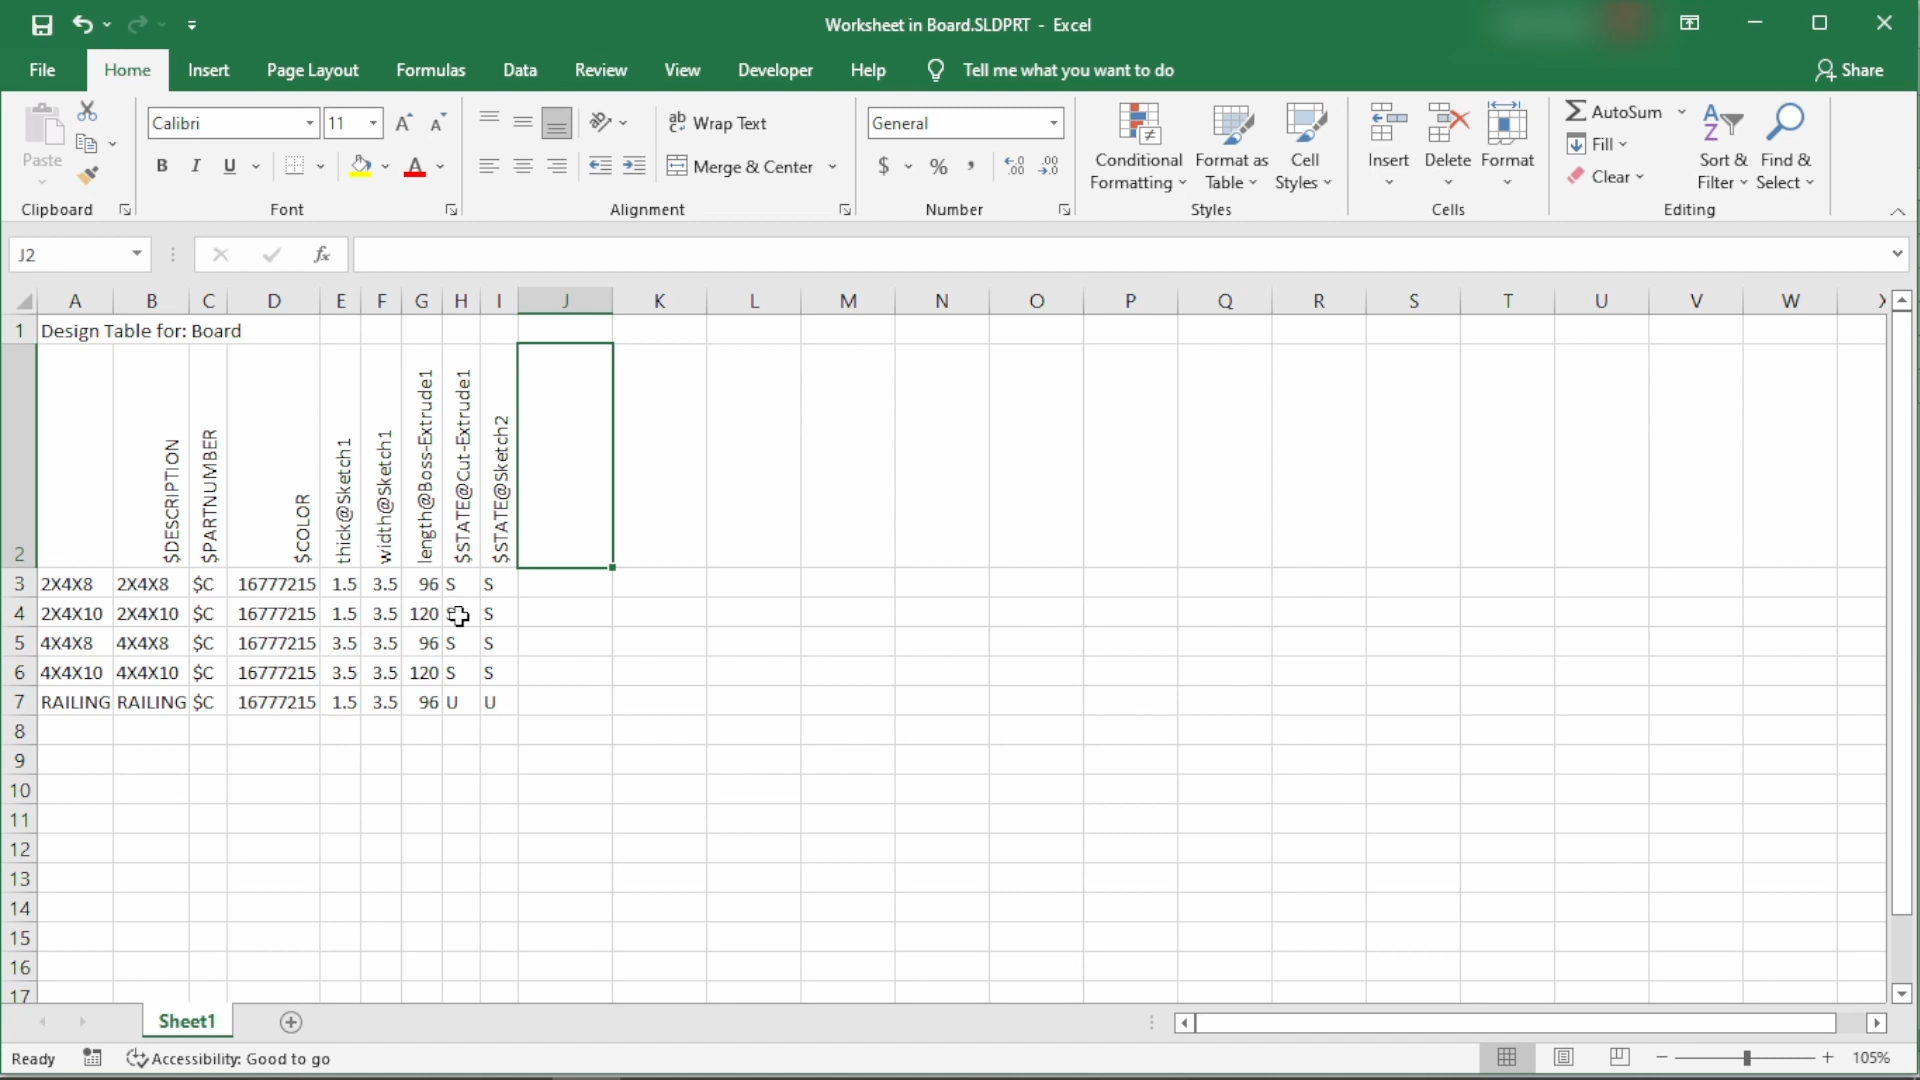 Worksheet in Board.SLDPRT - Excel
File Home Insert Page Layout Formulas Data Review View Developer Help Tell me what you want to do Share
Paste
Clipboard
Calibri 11
B I U A
Font
Wrap Text
Merge & Center
Alignment
General
$ % ,
Number
Conditional Formatting
Format as Table
Cell Styles
Styles
Insert Delete Format
Cells
AutoSum
Fill
Clear
Sort & Filter
Find & Select
Editing
J2 fx
A B C D E F G H I J K L M N O P Q R S T U V W X
1 Design Table for: Board
2 $DESCRIPTION $PARTNUMBER $COLOR thick@Sketch1 width@Sketch1 length@Boss-Extrude1 $STATE@Cut-Extrude1 $STATE@Sketch2
3 2X4X8 2X4X8 $C 16777215 1.5 3.5 96 S S
4 2X4X10 2X4X10 $C 16777215 1.5 3.5 120 S
5 4X4X8 4X4X8 $C 16777215 3.5 3.5 96 S S
6 4X4X10 4X4X10 $C 16777215 3.5 3.5 120 S S
7 RAILING RAILING $C 16777215 1.5 3.5 96 U U
8
9
10
11
12
13
14
15
16
17
Sheet1
Ready Accessibility: Good to go 105%